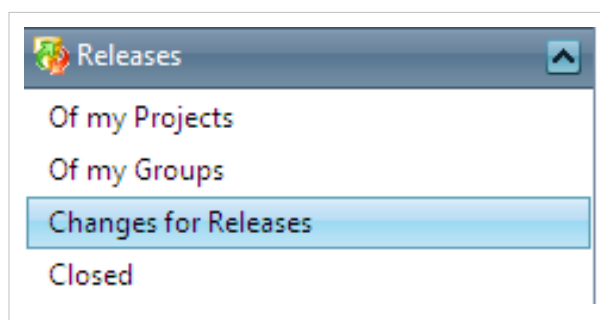 Releases
Of my Projects
Of my Groups
Changes for Releases
Closed